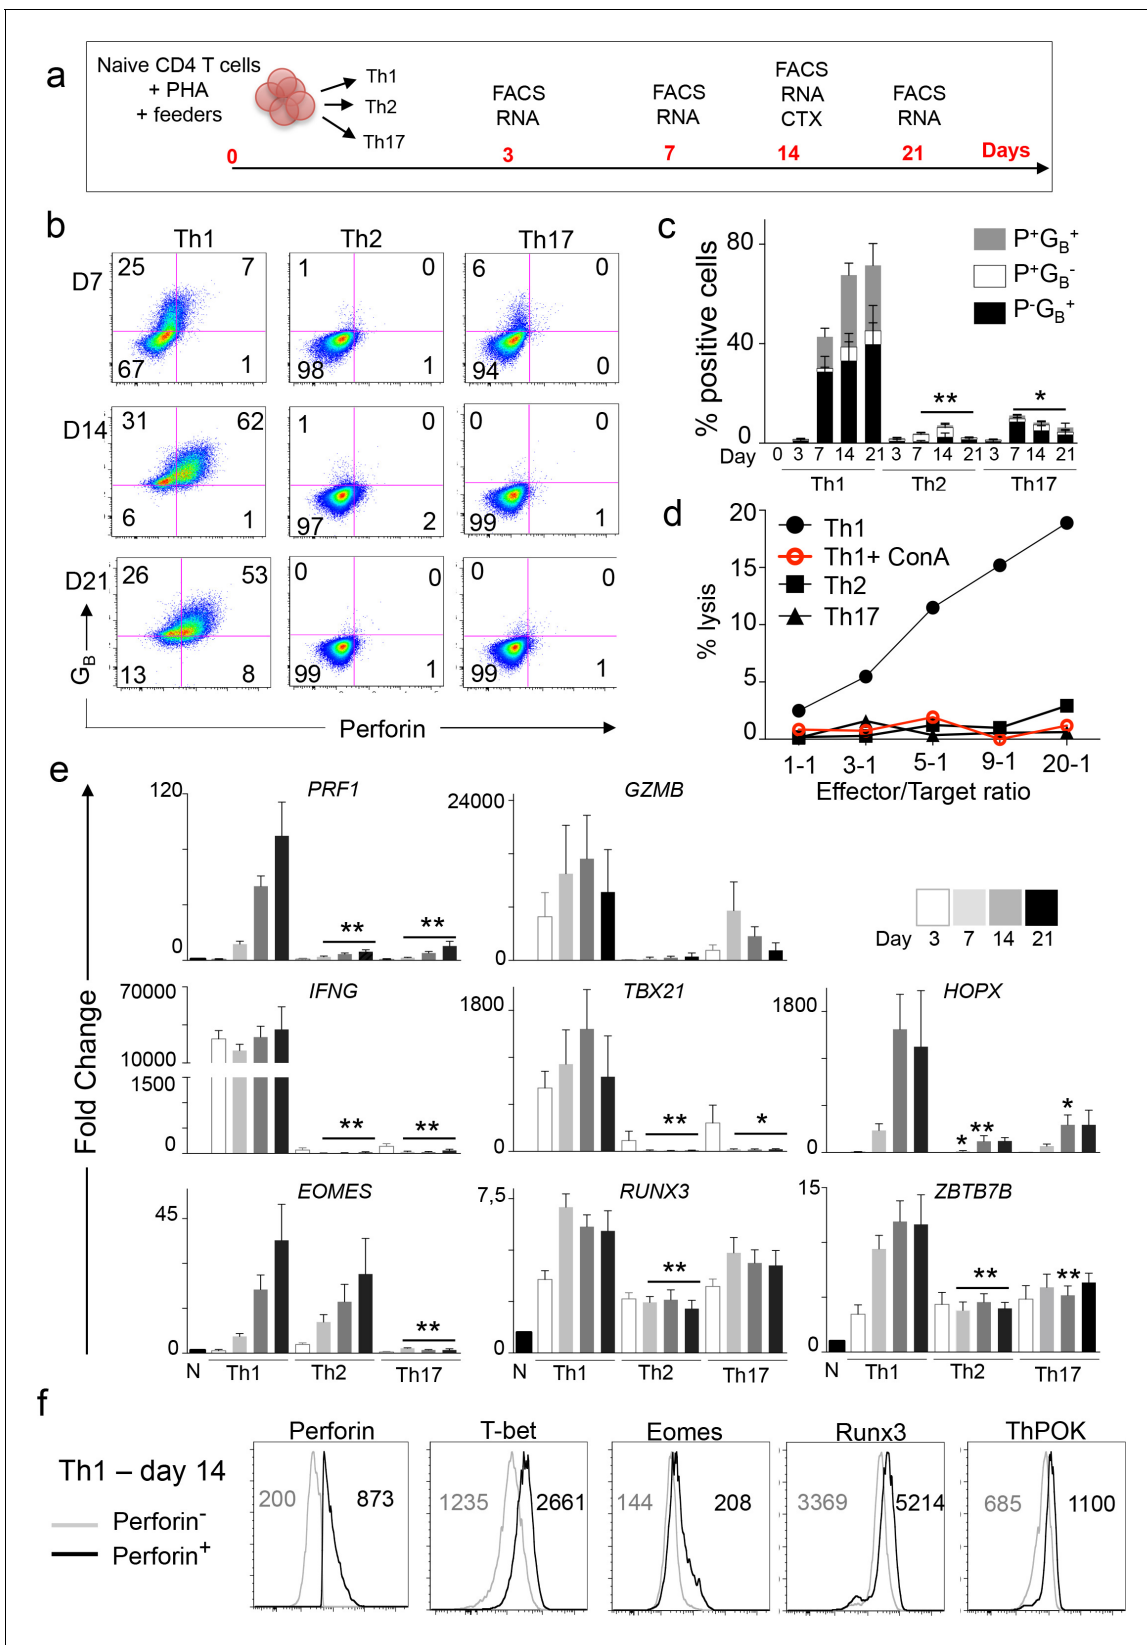 a
Naive CD4 T cells
+ PHA
+ feeders
Th1
Th2
Th17
FACS
RNA
FACS
RNA
FACS
RNA
CTX
FACS
RNA
0 3 7 14 21 Days
b
Th1 Th2 Th17
D7
25 7
67 1
1 0
98 1
6 0
94 0
D14
31 62
6 1
1 0
97 2
0 0
99 1
D21
26 53
13 8
0 0
99 1
0 0
99 1
GB
Perforin
c
% positive cells
80
40
0
P+GB+
P+GB-
P-GB+
** *
Day 0 3 7 14 21 3 7 14 21 3 7 14 21
Th1 Th2 Th17
d
% lysis
20
15
10
5
0
Th1
Th1+ ConA
Th2
Th17
1-1 3-1 5-1 9-1 20-1
Effector/Target ratio
e
Fold Change
PRF1
120
0
** **
GZMB
24000
0
Day 3 7 14 21
IFNG
70000
10000
1500
0
** **
TBX21
1800
0
** *
HOPX
1800
0
* ** *
EOMES
45
0
**
RUNX3
7,5
0
**
ZBTB7B
15
0
** **
N Th1 Th2 Th17
N Th1 Th2 Th17
N Th1 Th2 Th17
f
Th1 – day 14
Perforin-
Perforin+
Perforin
200 873
T-bet
1235 2661
Eomes
144 208
Runx3
3369 5214
ThPOK
685 1100